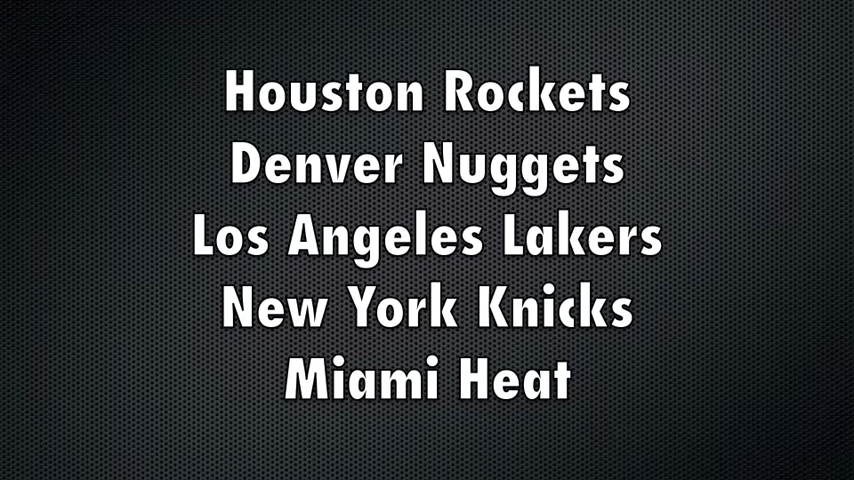 Houston Rockets
Denver Nuggets
Los Angeles Lakers
New York Knicks
Miami Heat